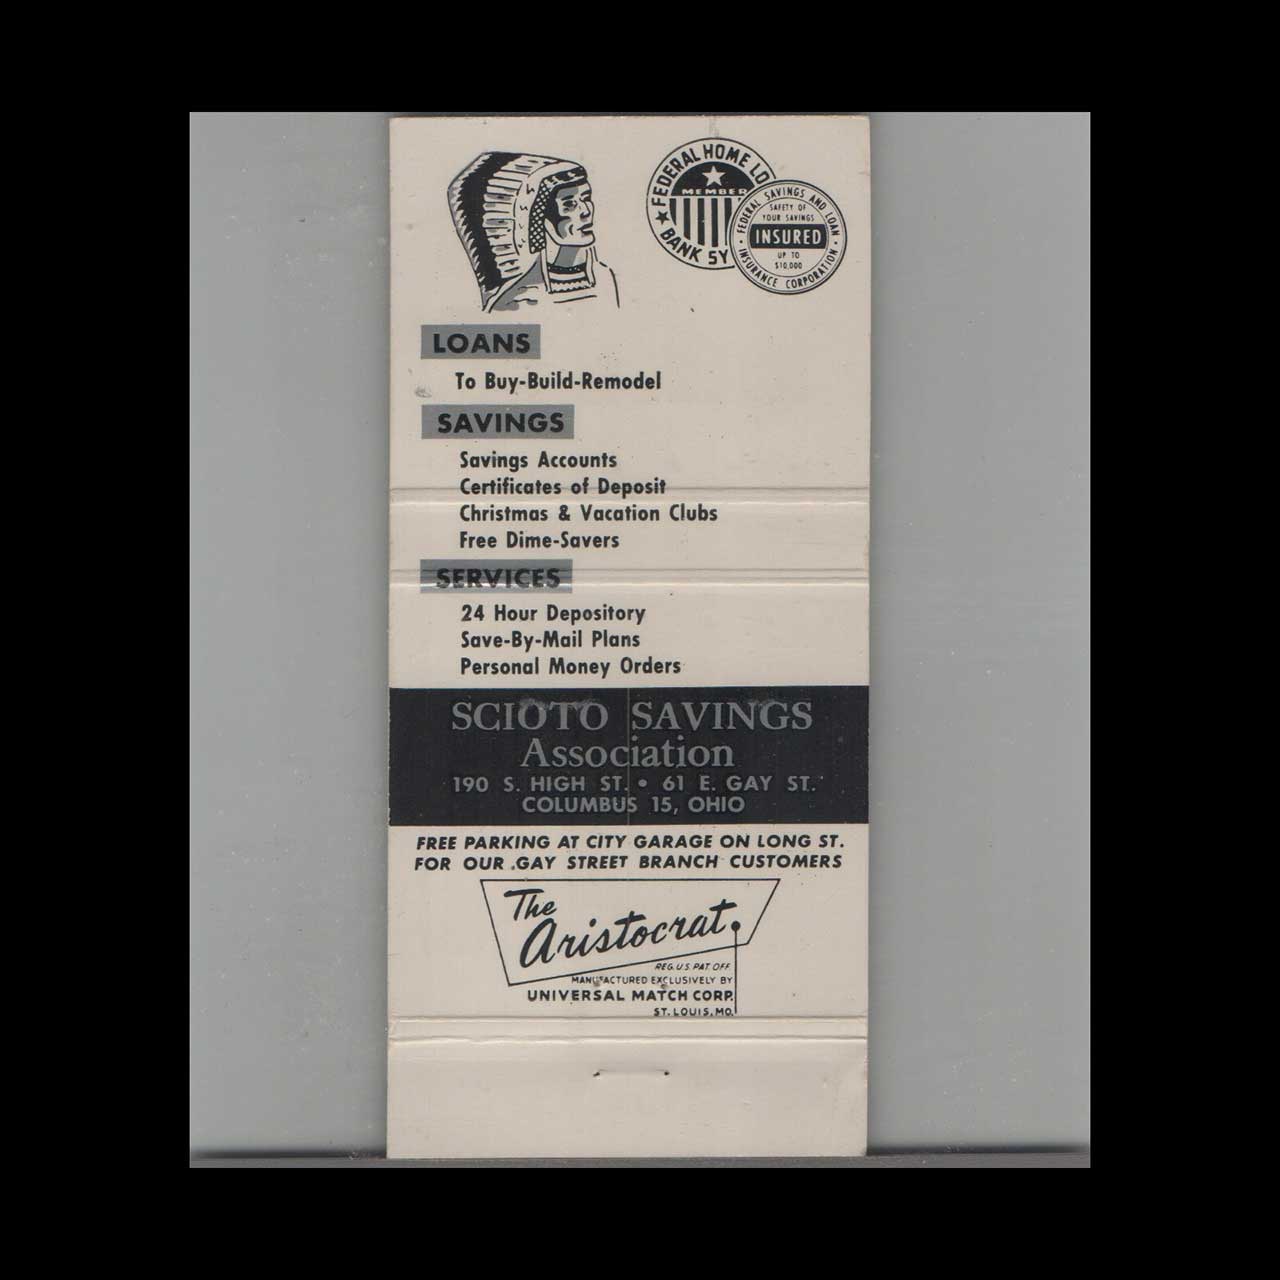 FEDERAL HOME LO
MEMBER
BANK SY
FEDERAL SAVINGS AND LOAN
SAFETY OF
YOUR SAVINGS
INSURED
UP TO
$10,000
INSURANCE CORPORATION
LOANS
To Buy-Build-Remodel
SAVINGS
Savings Accounts
Certificates of Deposit
Christmas & Vacation Clubs
Free Dime-Savers
SERVICES
24 Hour Depository
Save-By-Mail Plans
Personal Money Orders
SCIOTO SAVINGS
Association
190 S. HIGH ST. • 61 E. GAY ST.
COLUMBUS 15, OHIO
FREE PARKING AT CITY GARAGE ON LONG ST.
FOR OUR GAY STREET BRANCH CUSTOMERS
The
Aristocrat
REG. U.S. PAT. OFF.
MANUFACTURED EXCLUSIVELY BY
UNIVERSAL MATCH CORP.
ST. LOUIS, MO.